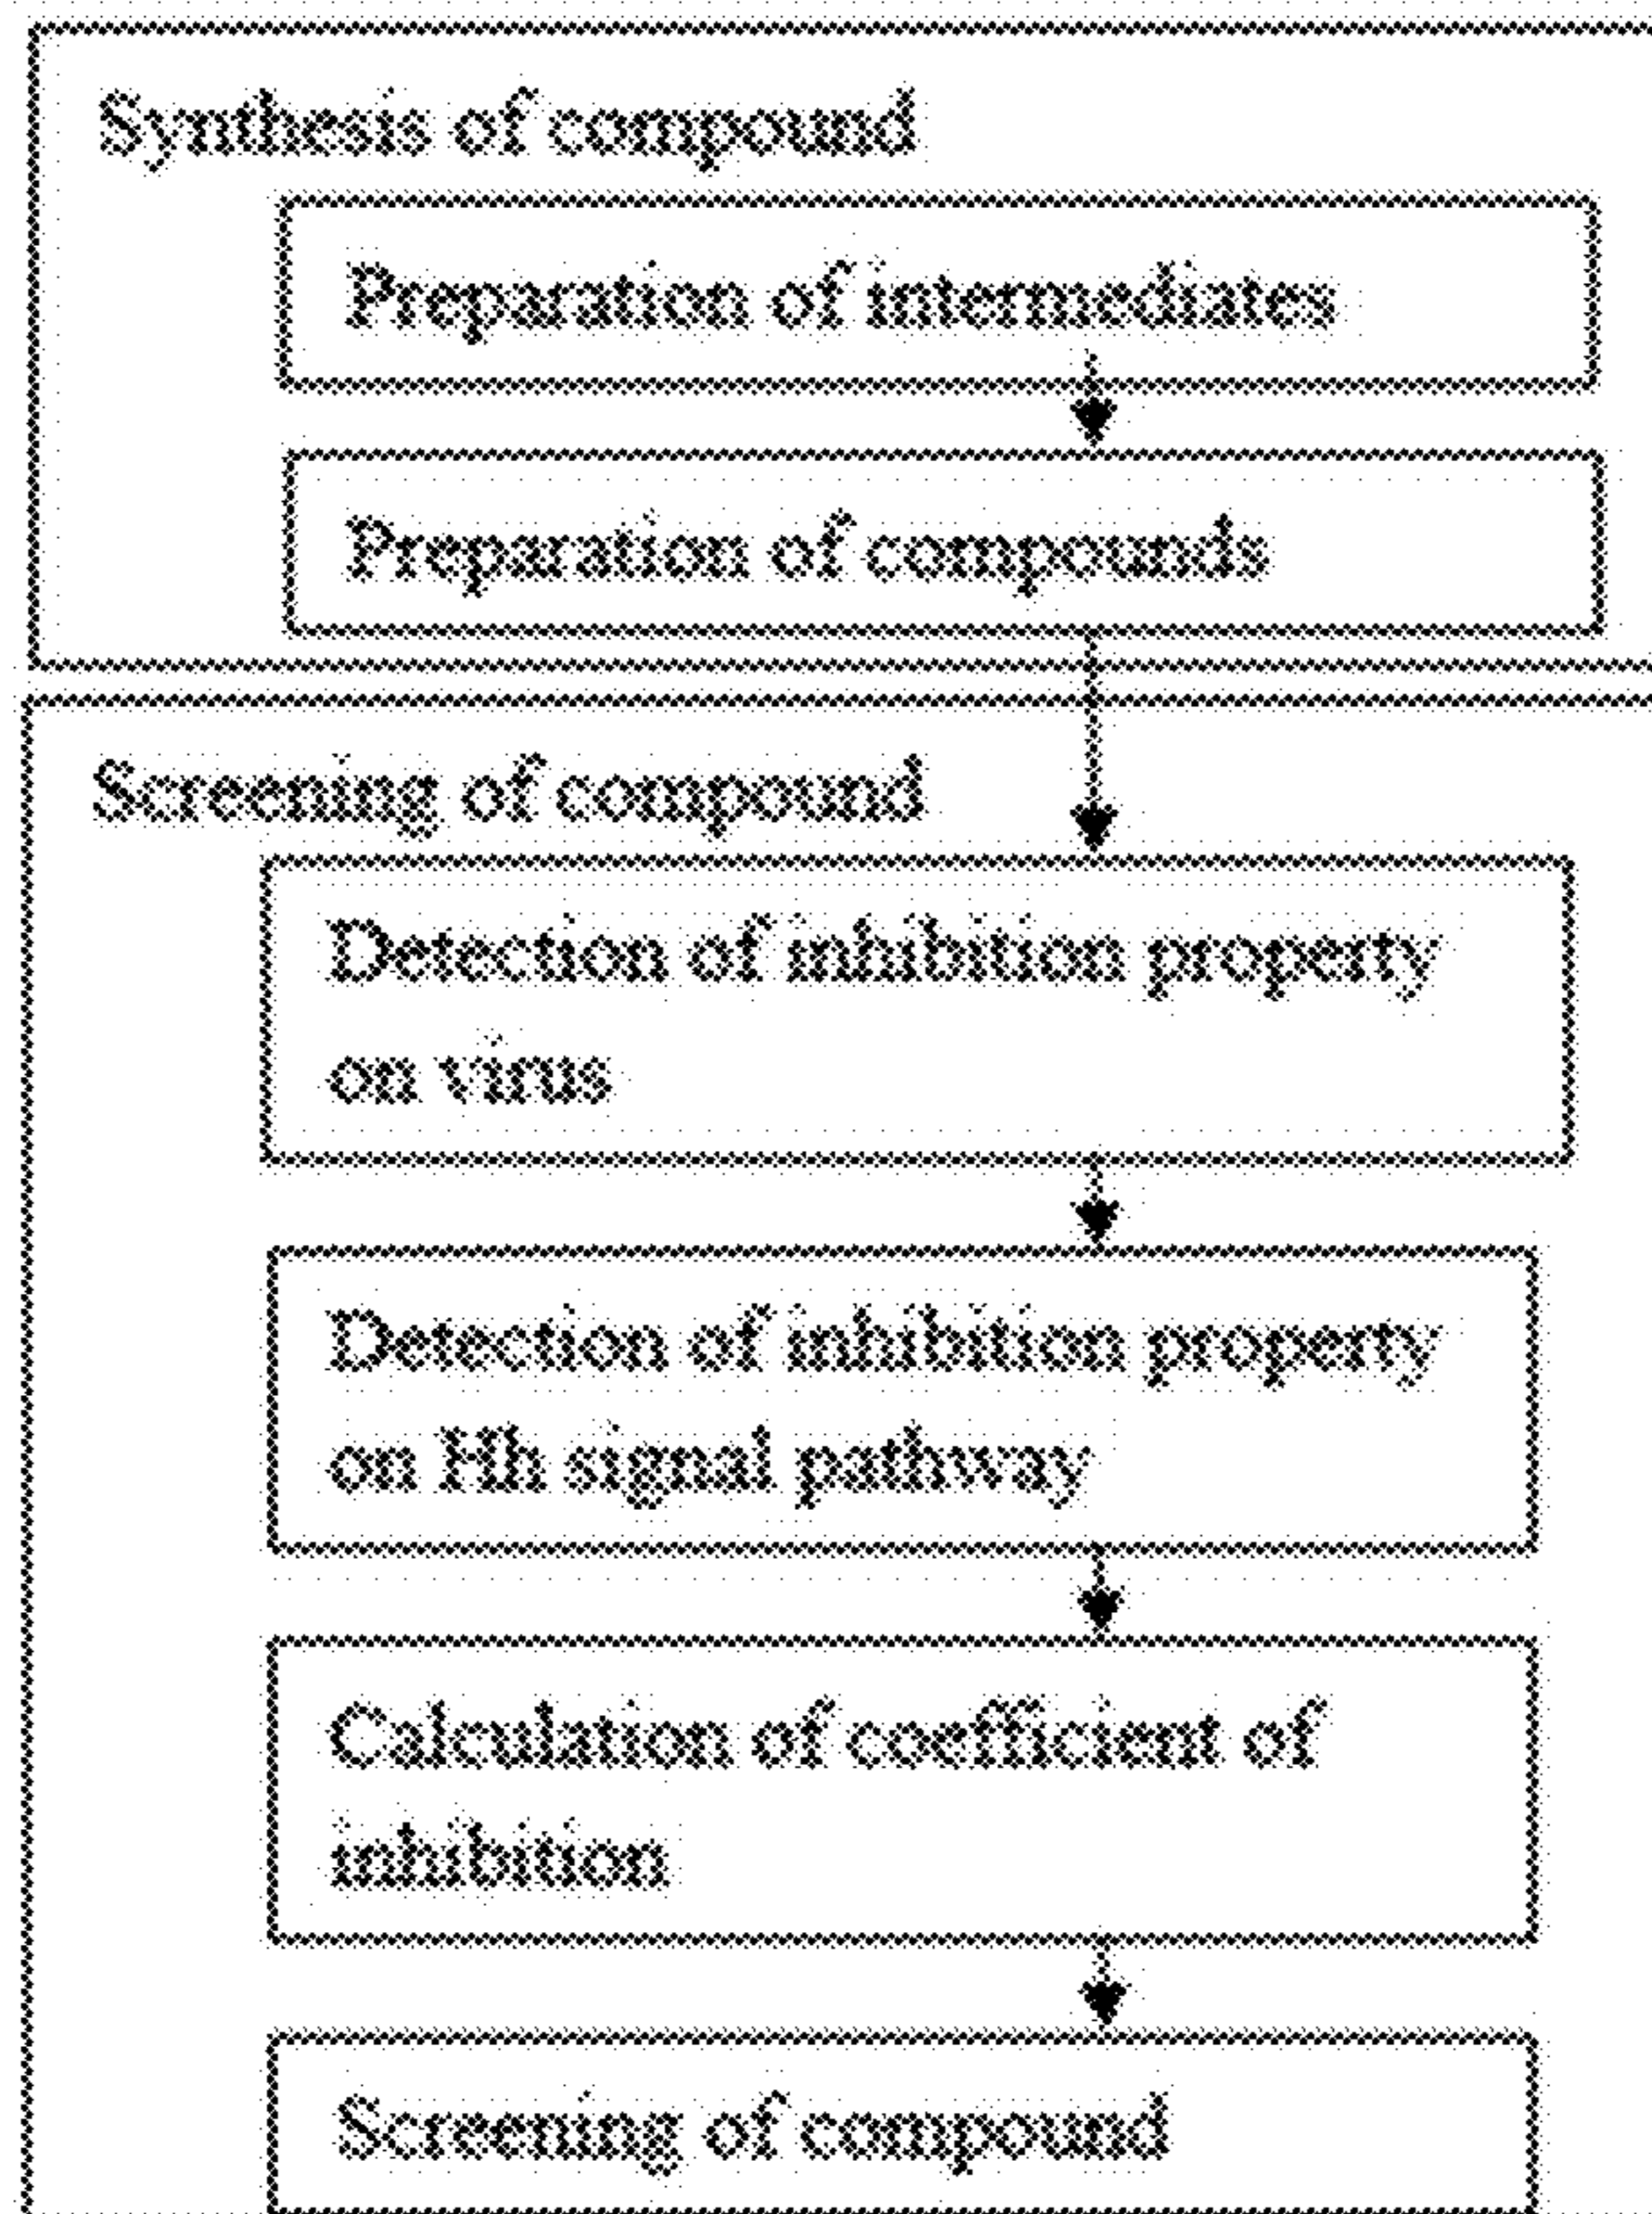 Synthesis of compound
Preparation of intermediates
Preparation of compounds
Screening of compound
Detection of inhibition property
on virus
Detection of inhibition property
on Hh signal pathway
Calculation of coefficient of
inhibition
Screening of compound